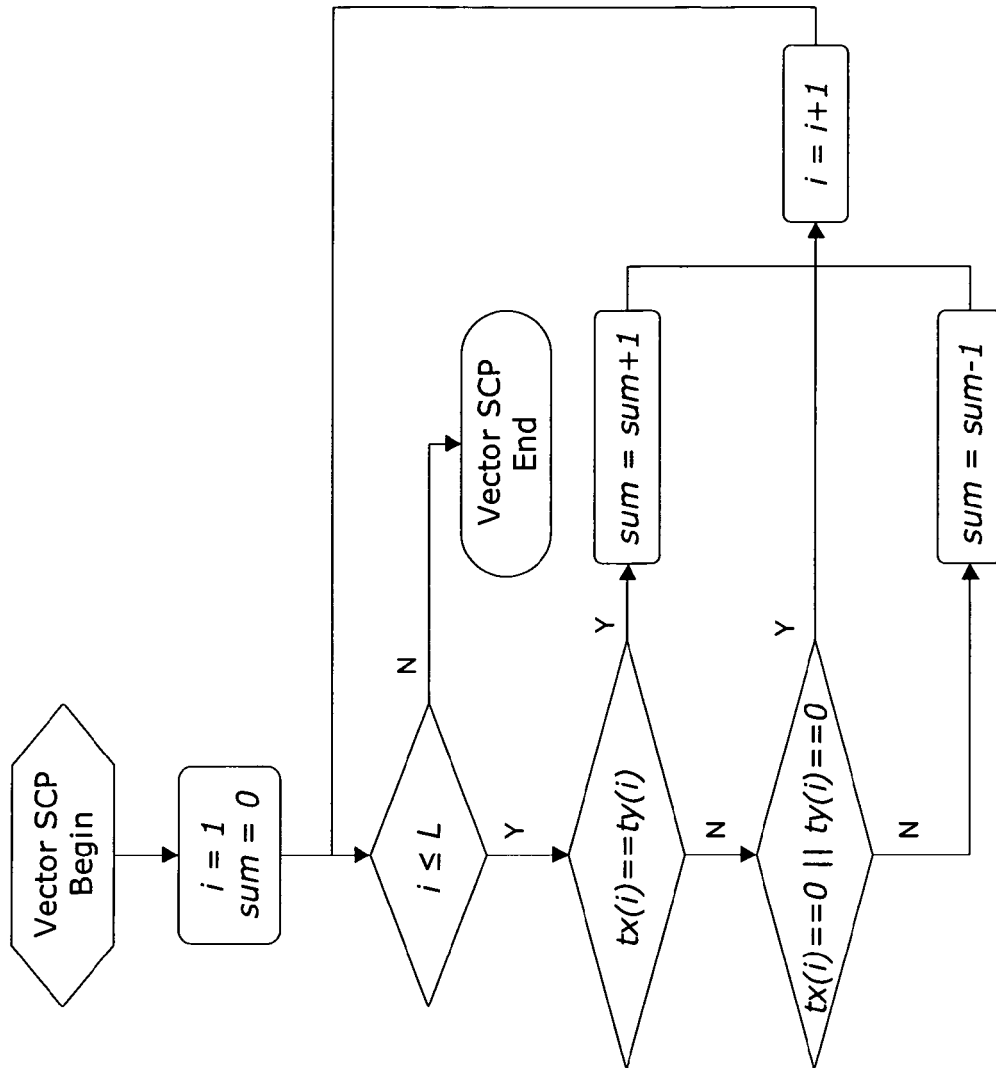 Vector SCP
Begin
i = 1
sum = 0
i ≤ L
N
Y
Vector SCP
End
tx(i)==ty(i)
Y
N
sum = sum+1
tx(i)==0 || ty(i)==0
Y
N
i = i+1
sum = sum-1